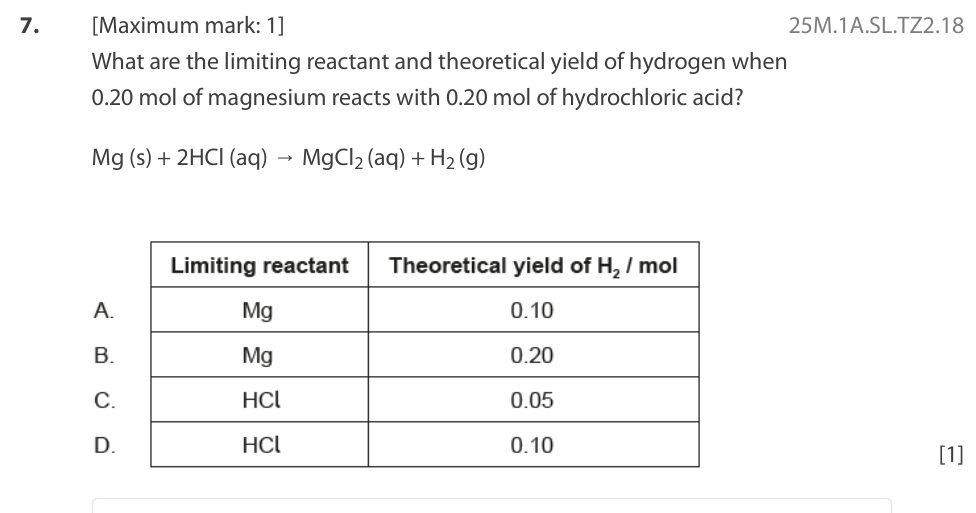 7. [Maximum mark: 1] 25M.1A.SL.TZ2.18
What are the limiting reactant and theoretical yield of hydrogen when
0.20 mol of magnesium reacts with 0.20 mol of hydrochloric acid?
Mg (s) + 2HCl (aq) → MgCl₂ (aq) + H₂ (g)
Limiting reactant Theoretical yield of H₂ / mol
A. Mg 0.10
B. Mg 0.20
C. HCl 0.05
D. HCl 0.10
[1]